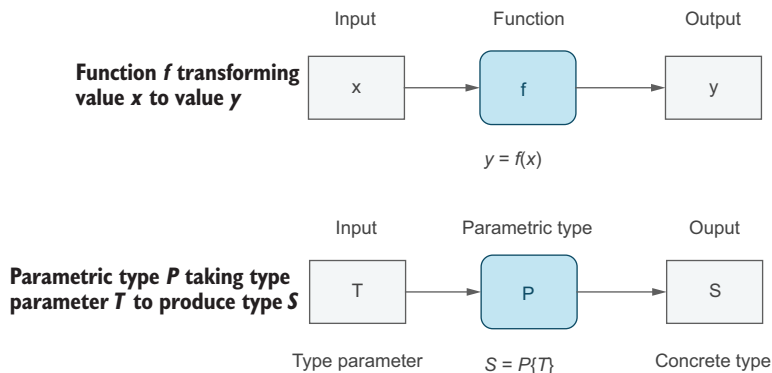 Input Function Output
Function f transforming
value x to value y
x f y
y = f(x)
Input Parametric type Ouput
Parametric type P taking type
parameter T to produce type S
T P S
Type parameter S = P{T} Concrete type